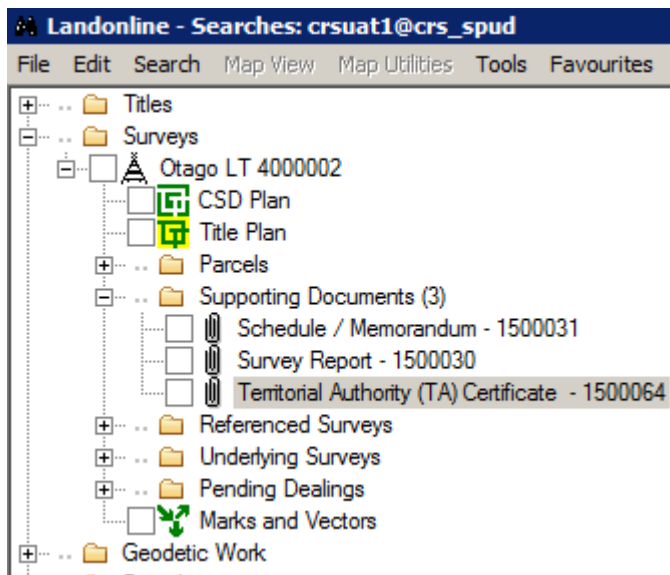 Landonline - Searches: crsuat1@crs_spud
File Edit Search Map View Map Utilities Tools Favourites
Titles
Surveys
Otago LT 4000002
CSD Plan
Title Plan
Parcels
Supporting Documents (3)
Schedule / Memorandum - 1500031
Survey Report - 1500030
Territorial Authority (TA) Certificate - 1500064
Referenced Surveys
Underlying Surveys
Pending Dealings
Marks and Vectors
Geodetic Work